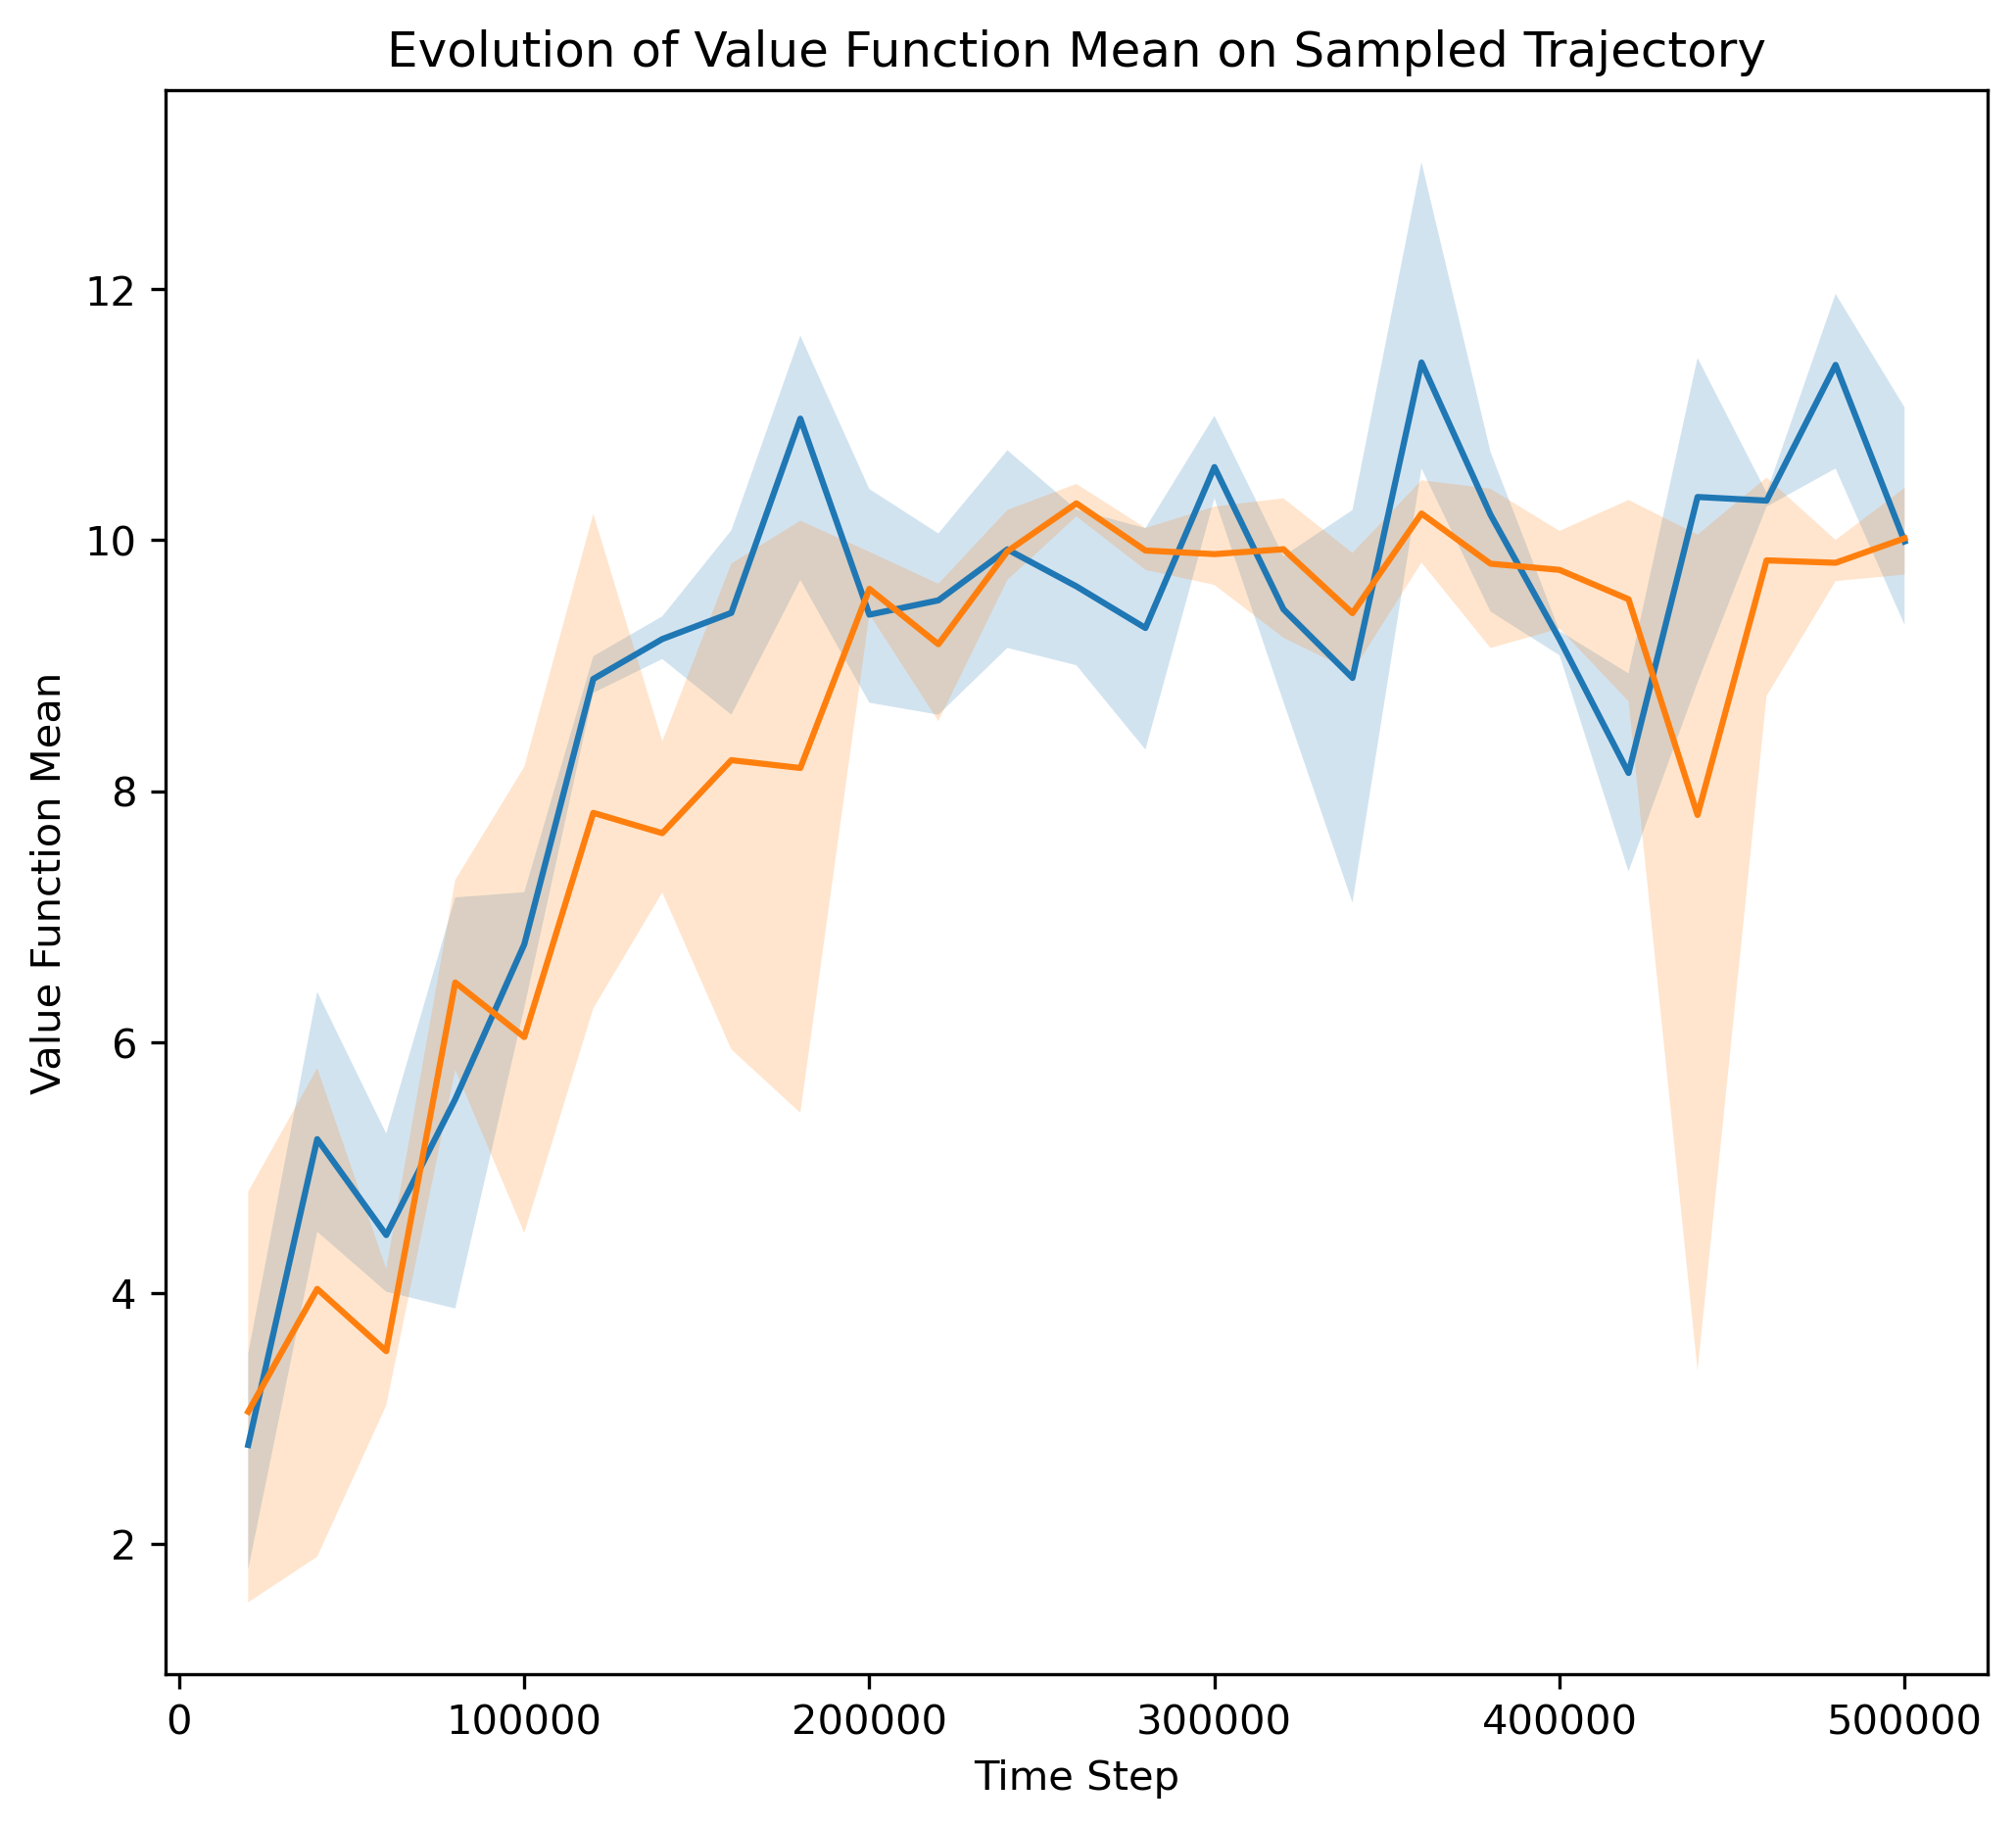 Evolution of Value Function Mean on Sampled Trajectory
Value Function Mean
12
10
8
6
4
2
0 100000 200000 300000 400000 500000
Time Step